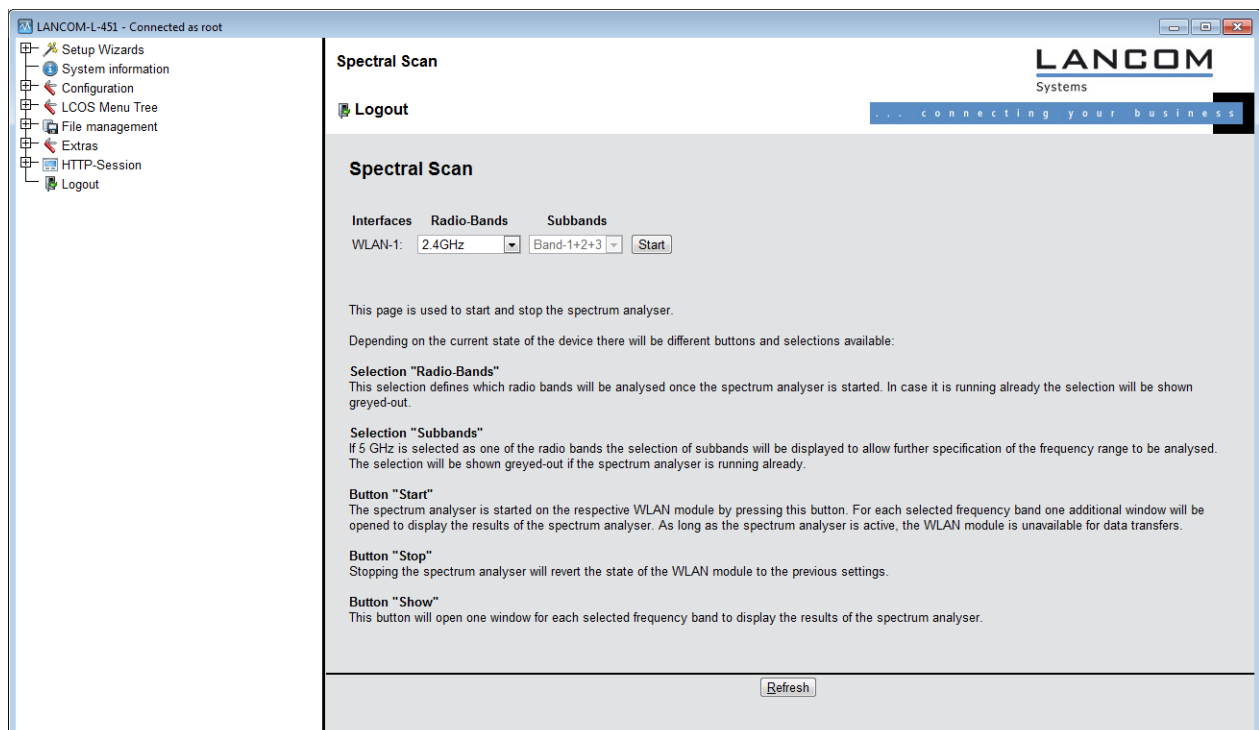 LANCOM-L-451 - Connected as root
Setup Wizards
System information
Configuration
LCOS Menu Tree
File management
Extras
HTTP-Session
Logout
Spectral Scan
LANCOM
Systems
Logout
... connecting your business
Spectral Scan
Interfaces Radio-Bands Subbands
WLAN-1: 2.4GHz Band-1+2+3 Start
This page is used to start and stop the spectrum analyser.
Depending on the current state of the device there will be different buttons and selections available:
Selection "Radio-Bands"
This selection defines which radio bands will be analysed once the spectrum analyser is started. In case it is running already the selection will be shown
greyed-out.
Selection "Subbands"
If 5 GHz is selected as one of the radio bands the selection of subbands will be displayed to allow further specification of the frequency range to be analysed.
The selection will be shown greyed-out if the spectrum analyser is running already.
Button "Start"
The spectrum analyser is started on the respective WLAN module by pressing this button. For each selected frequency band one additional window will be
opened to display the results of the spectrum analyser. As long as the spectrum analyser is active, the WLAN module is unavailable for data transfers.
Button "Stop"
Stopping the spectrum analyser will revert the state of the WLAN module to the previous settings.
Button "Show"
This button will open one window for each selected frequency band to display the results of the spectrum analyser.
Refresh